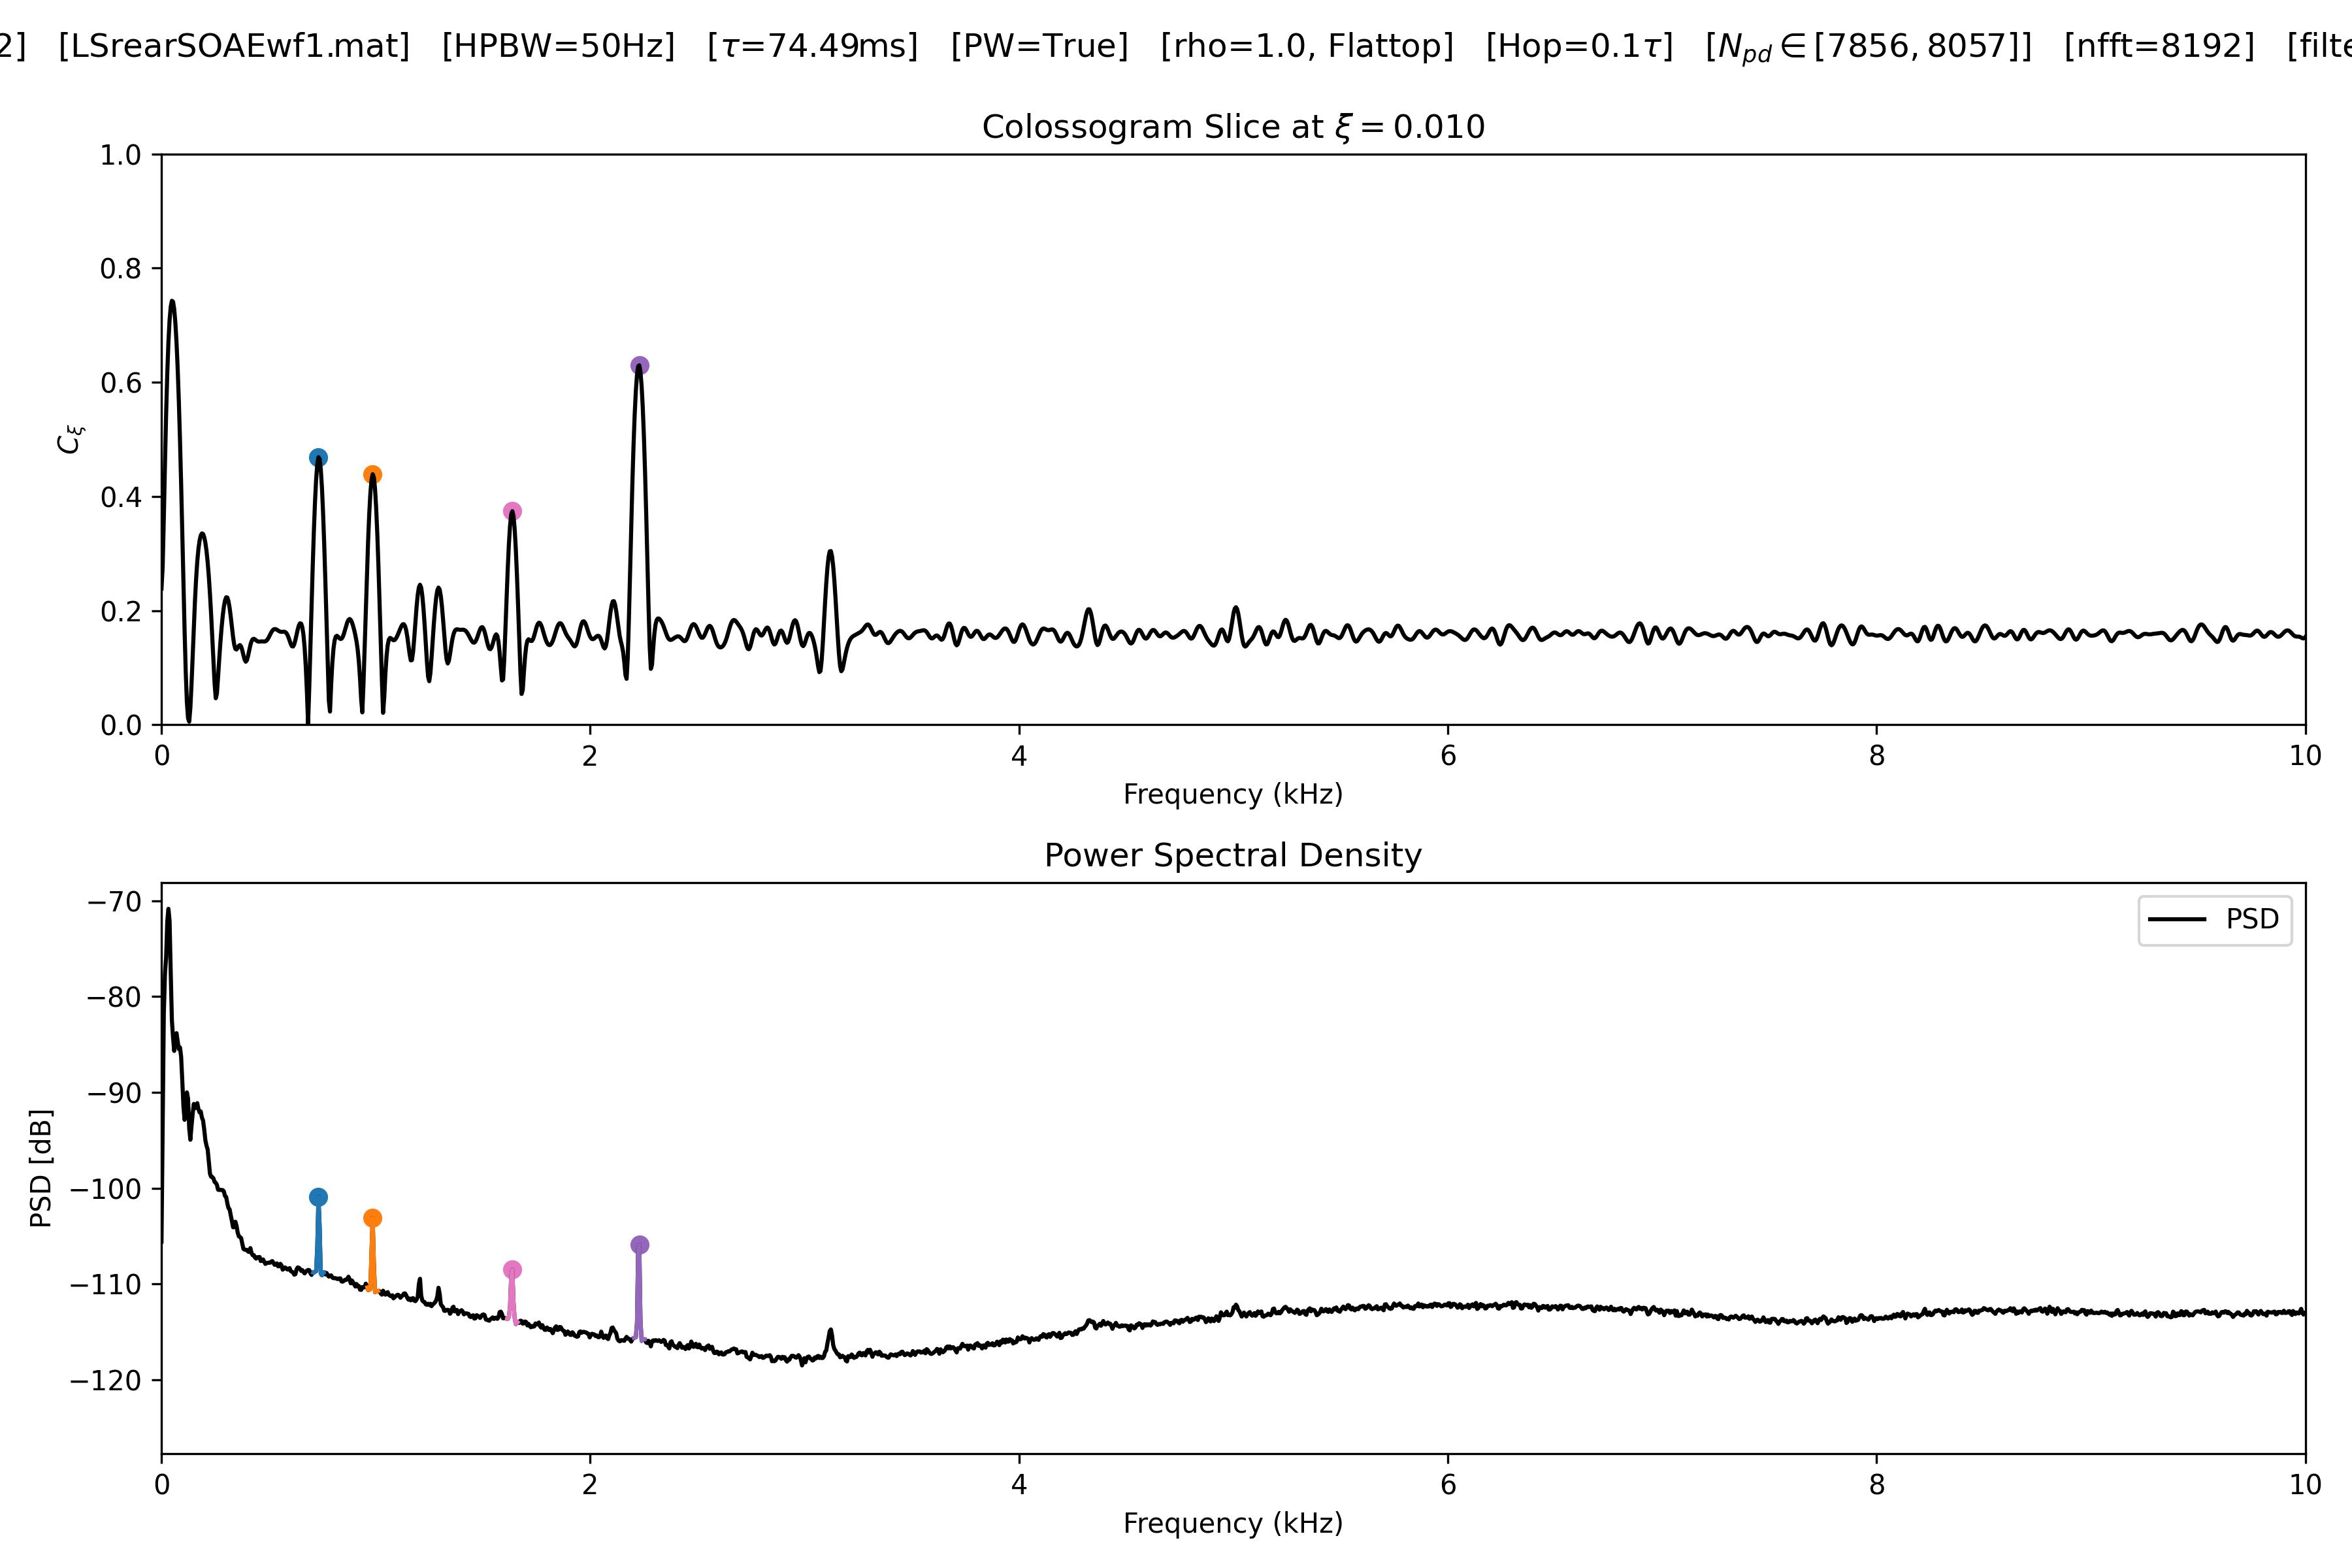 2] [LSrearSOAEwf1.mat] [HPBW=50Hz] [τ=74.49ms] [PW=True] [rho=1.0, Flattop] [Hop=0.1τ] [N_pd ∈ [7856, 8057]] [nfft=8192] [filte
Colossogram Slice at ξ = 0.010
1.0
0.8
0.6
0.4
0.2
0.0
C_ξ
0 2 4 6 8 10
Frequency (kHz)
Power Spectral Density
−70
−80
−90
−100
−110
−120
PSD [dB]
PSD
0 2 4 6 8 10
Frequency (kHz)